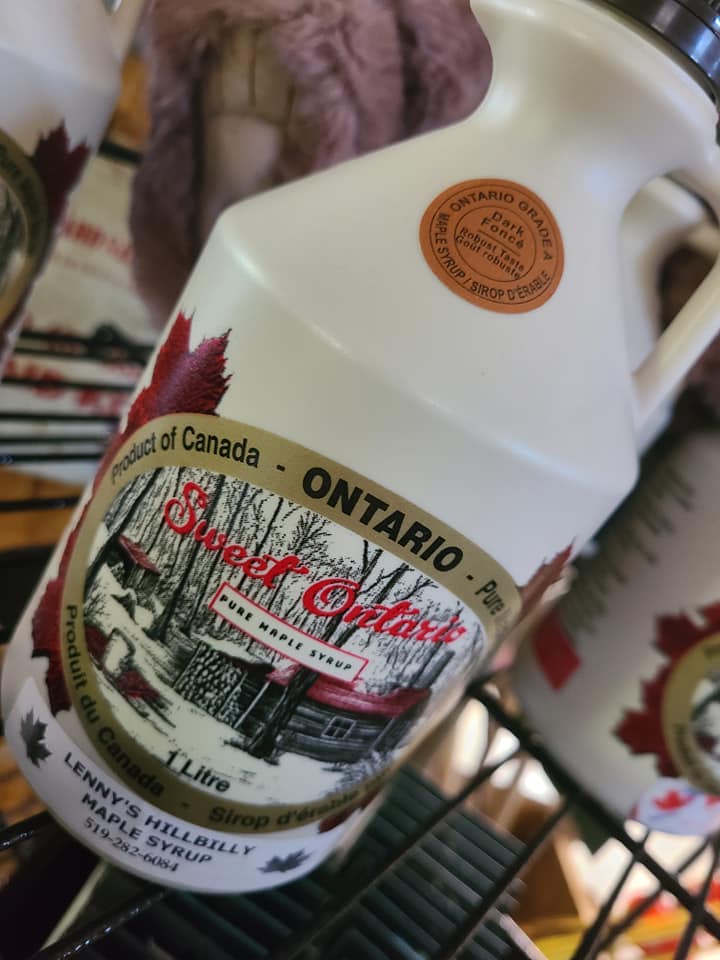 ONTARIO GRADE A
Dark
Foncé
Robust Taste
Goût robuste
MAPLE SYRUP / SIROP D'ÉRABLE
Product of Canada - ONTARIO - Pure
Sweet Ontario
PURE MAPLE SYRUP
1 Litre
Produit du Canada - Sirop d'érable
LENNY'S HILLBILLY
MAPLE SYRUP
519-282-6084